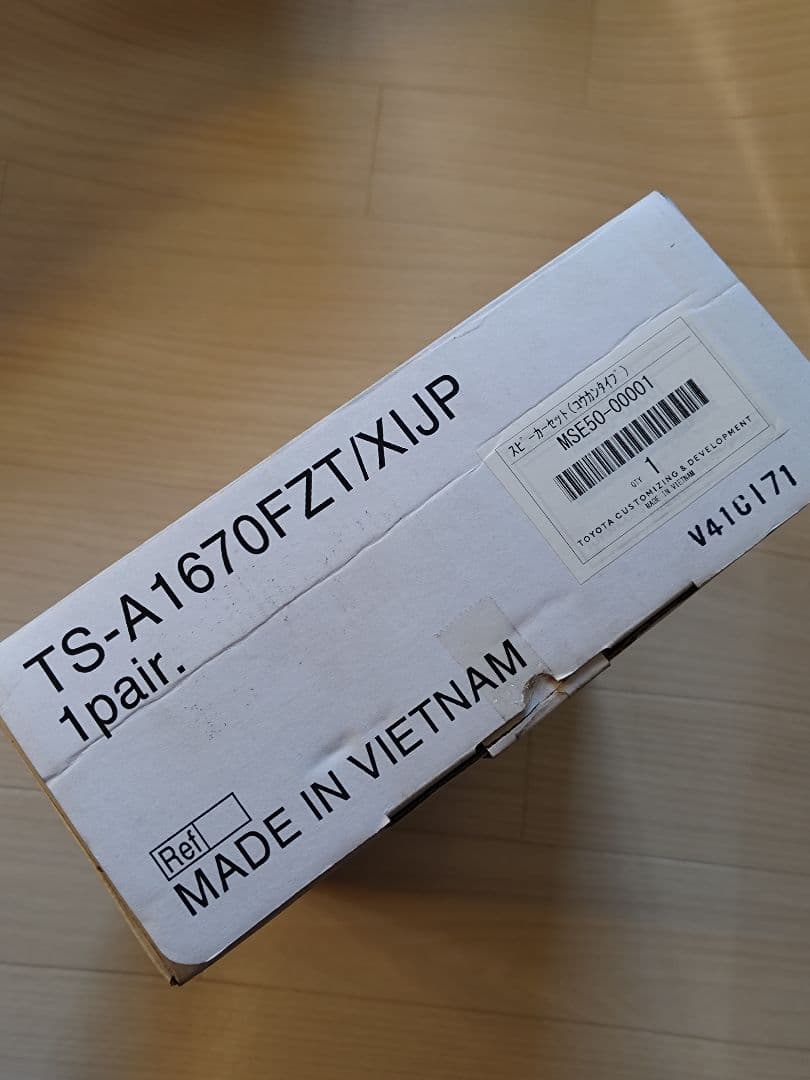 TS-A1670FZT/XIJP
1pair.
Ref
MADE IN VIETNAM
スピーカーセット(コウカンタイプ)
MSE50-00001
QTY 1
TOYOTA CUSTOMIZING & DEVELOPMENT
MADE IN VIETNAM
V41C171